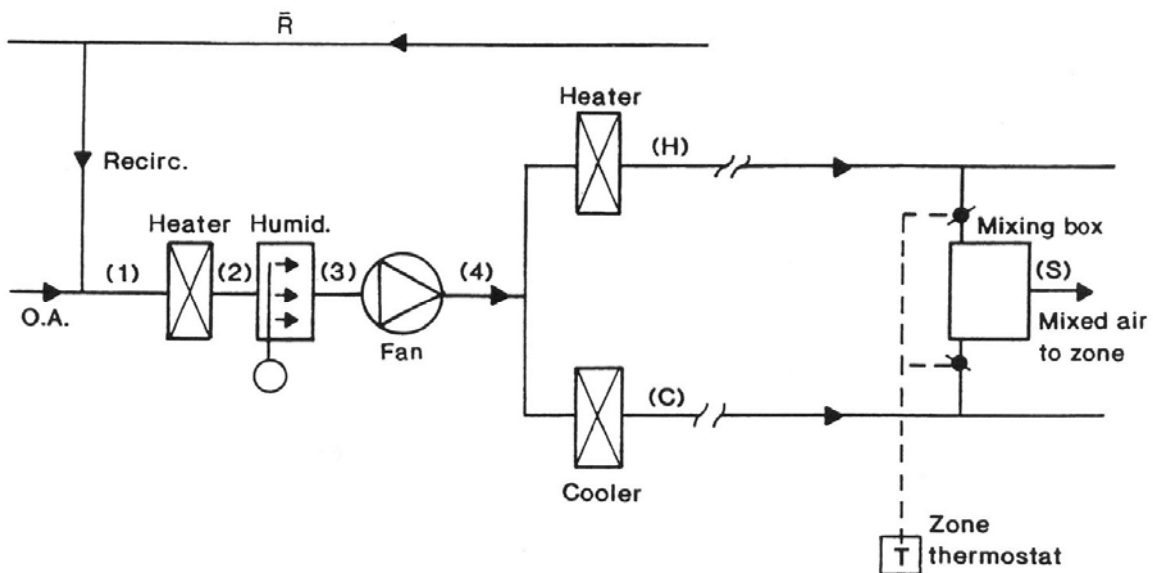 R̄
Heater
(H)
Recirc.
Heater
Humid.
(1)
(2)
(3)
(4)
O.A.
Fan
Mixing box
(S)
Mixed air
to zone
(C)
Cooler
Zone
thermostat
T